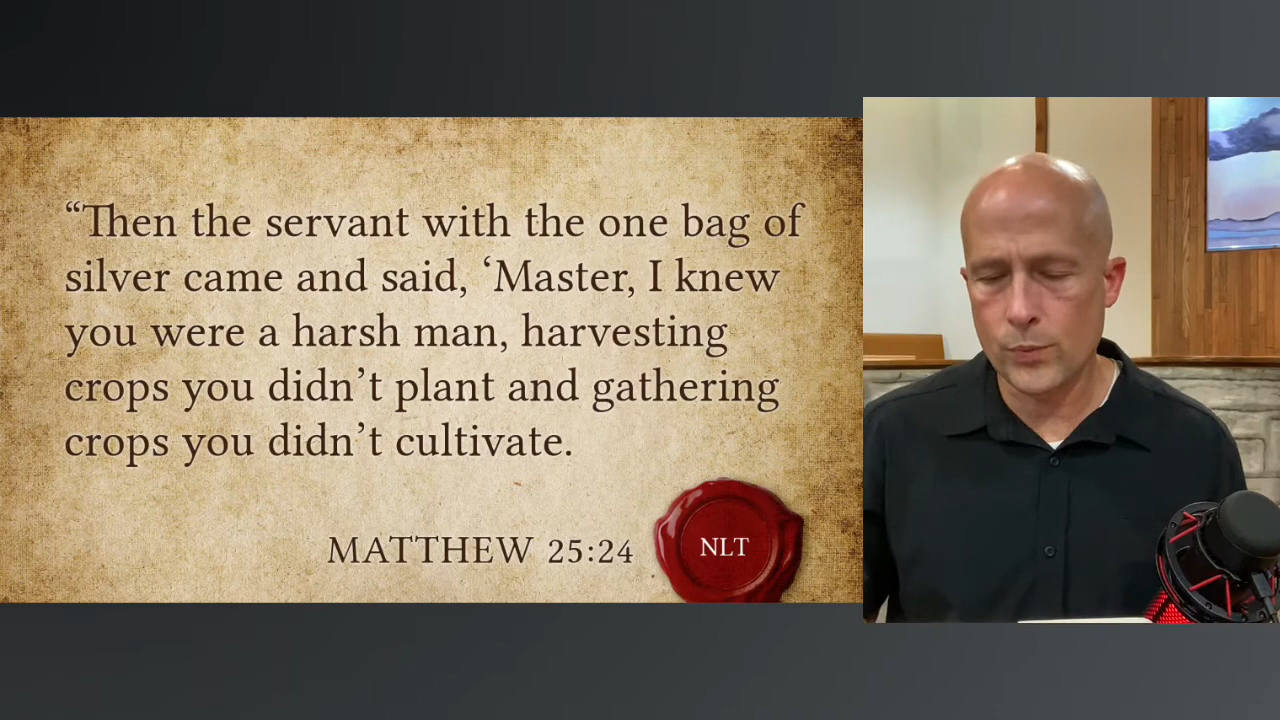 “Then the servant with the one bag of
silver came and said, ‘Master, I knew
you were a harsh man, harvesting
crops you didn’t plant and gathering
crops you didn’t cultivate.
MATTHEW 25:24
NLT